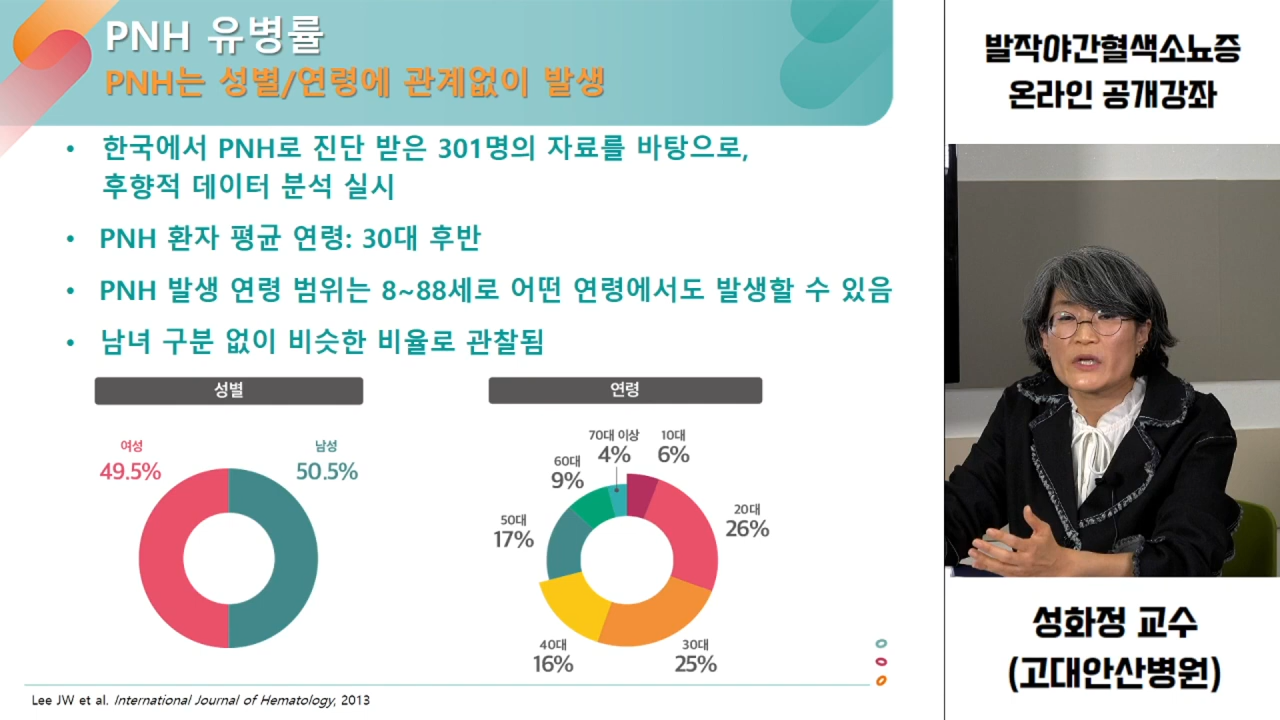 PNH 유병률
PNH는 성별/연령에 관계없이 발생
• 한국에서 PNH로 진단 받은 301명의 자료를 바탕으로,
후향적 데이터 분석 실시
• PNH 환자 평균 연령: 30대 후반
• PNH 발생 연령 범위는 8~88세로 어떤 연령에서도 발생할 수 있음
• 남녀 구분 없이 비슷한 비율로 관찰됨
성별
여성
49.5%
남성
50.5%
연령
70대 이상
4%
10대
6%
60대
9%
20대
26%
50대
17%
40대
16%
30대
25%
Lee JW et al. International Journal of Hematology, 2013
발작야간혈색소뇨증
온라인 공개강좌
성화정 교수
(고대안산병원)